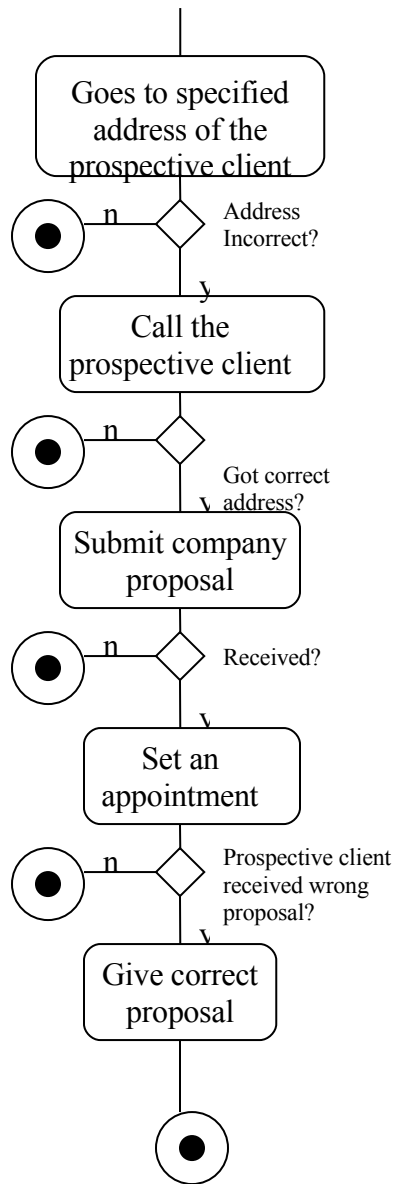 Goes to specified
address of the
prospective client
n
Address
Incorrect?
y
Call the
prospective client
n
Got correct
address?
y
Submit company
proposal
n
Received?
y
Set an
appointment
n
Prospective client
received wrong
proposal?
y
Give correct
proposal